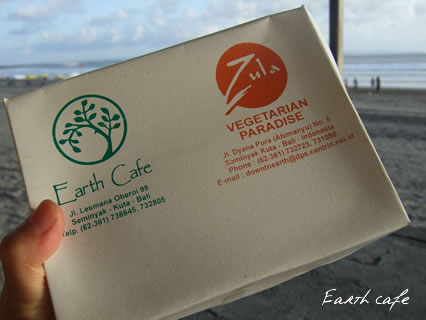 Earth Cafe
Jl. Lesmana Oberoi 99
Seminyak - Kuta - Bali
Telp. (62-361) 736645, 732805
Zula
VEGETARIAN
PARADISE
Jl. Dyana Pura (Abimanyu) No. 5
Seminyak Kuta - Bali - Indonesia
Phone : (62-361) 732723, 731080
E-mail : downtoearth@dps.centrin.net.id
Earth cafe